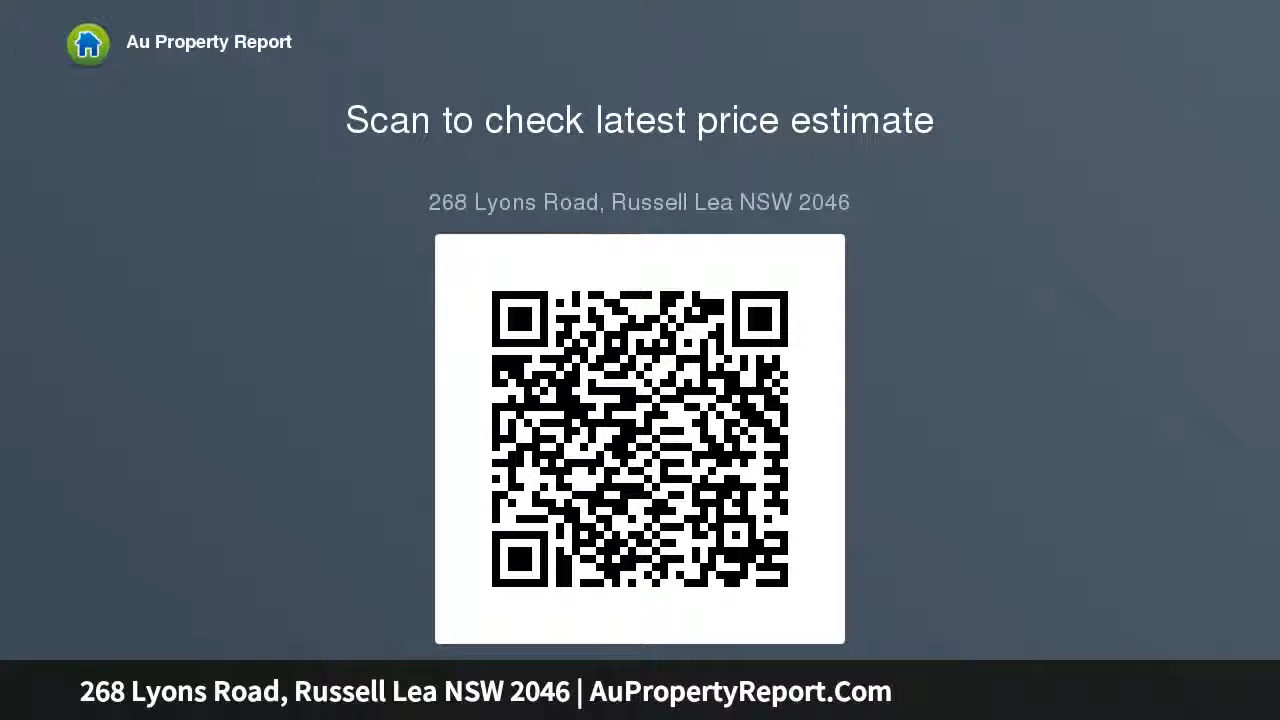 Au Property Report
Scan to check latest price estimate
268 Lyons Road, Russell Lea NSW 2046
268 Lyons Road, Russell Lea NSW 2046 | AuPropertyReport.Com